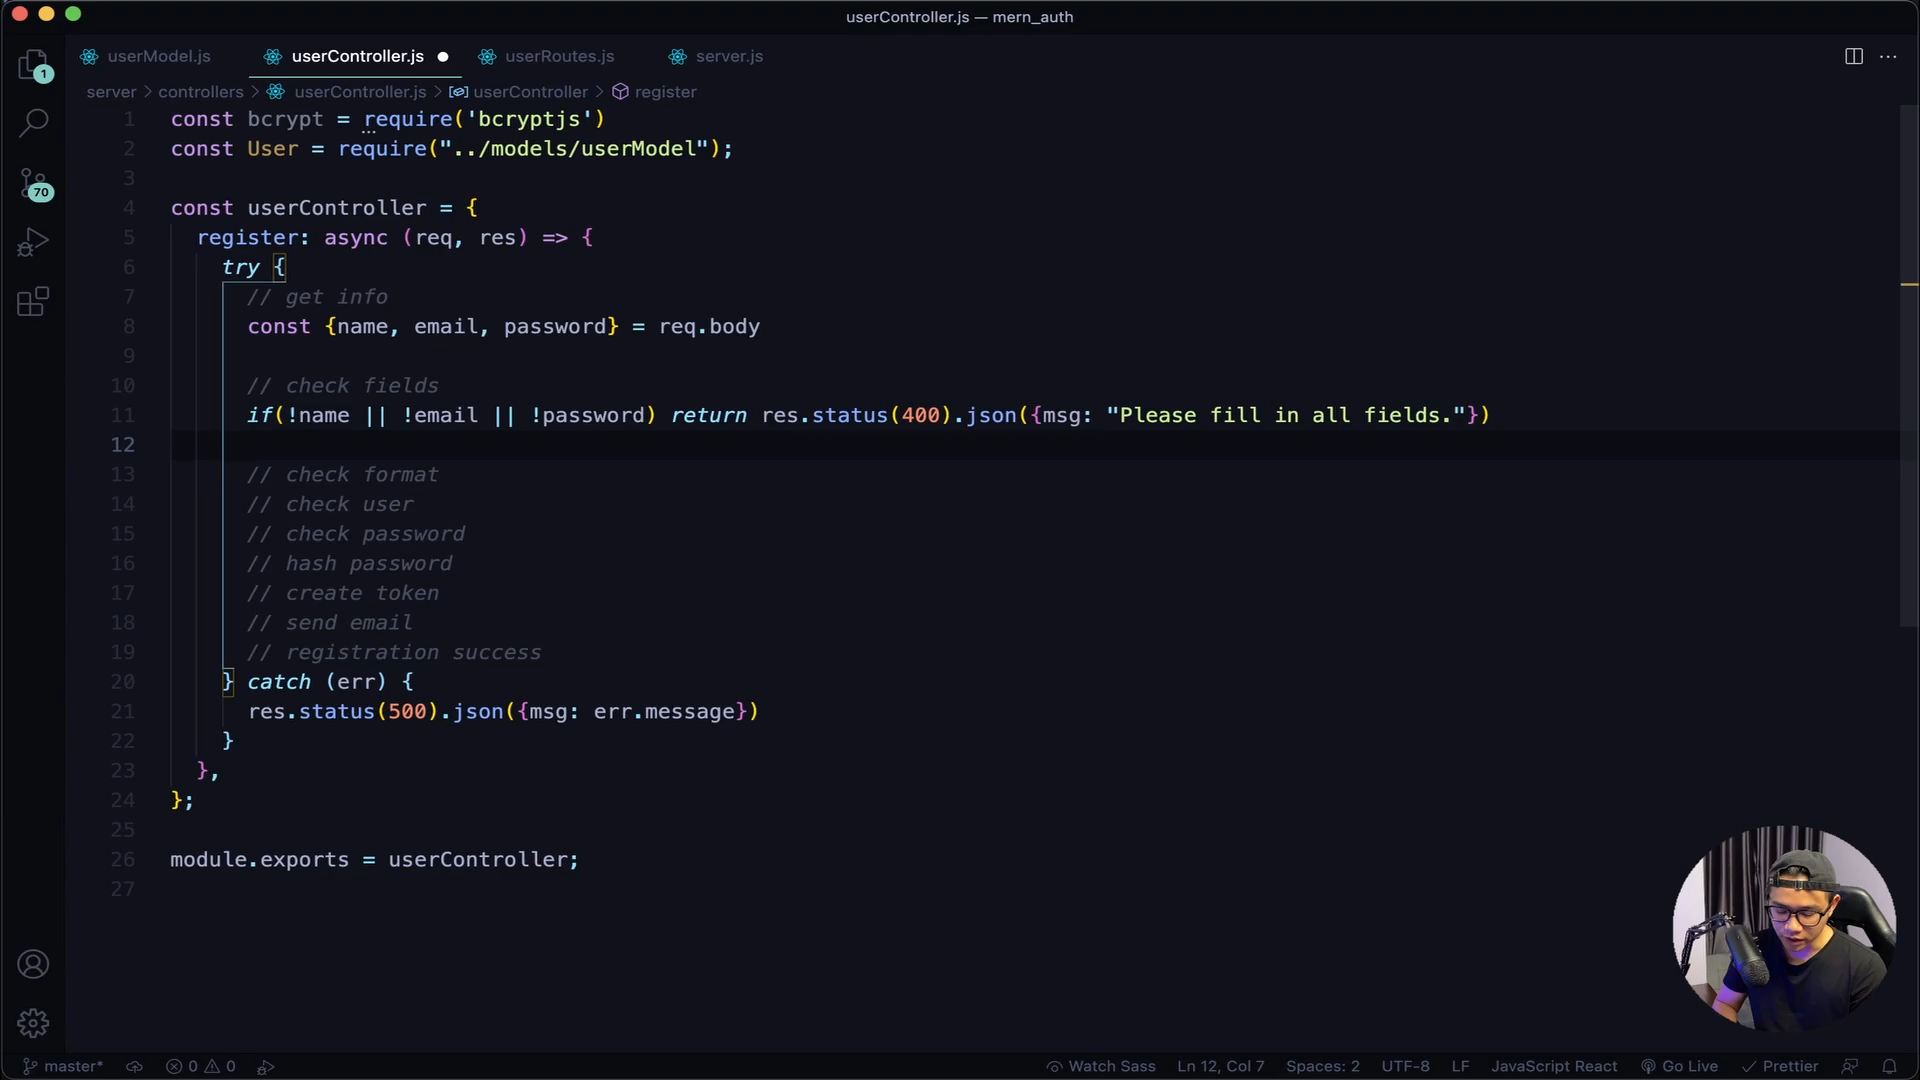 userController.js — mern_auth
userModel.js userController.js userRoutes.js server.js
server > controllers > userController.js > userController > register
1 const bcrypt = require('bcryptjs')
2 const User = require("../models/userModel");
3
4 const userController = {
5 register: async (req, res) => {
6 try {
7 // get info
8 const {name, email, password} = req.body
9
10 // check fields
11 if(!name || !email || !password) return res.status(400).json({msg: "Please fill in all fields."})
12
13 // check format
14 // check user
15 // check password
16 // hash password
17 // create token
18 // send email
19 // registration success
20 } catch (err) {
21 res.status(500).json({msg: err.message})
22 }
23 },
24 };
25
26 module.exports = userController;
27
1
70
master* 0 0 Watch Sass Ln 12, Col 7 Spaces: 2 UTF-8 LF JavaScript React Go Live Prettier